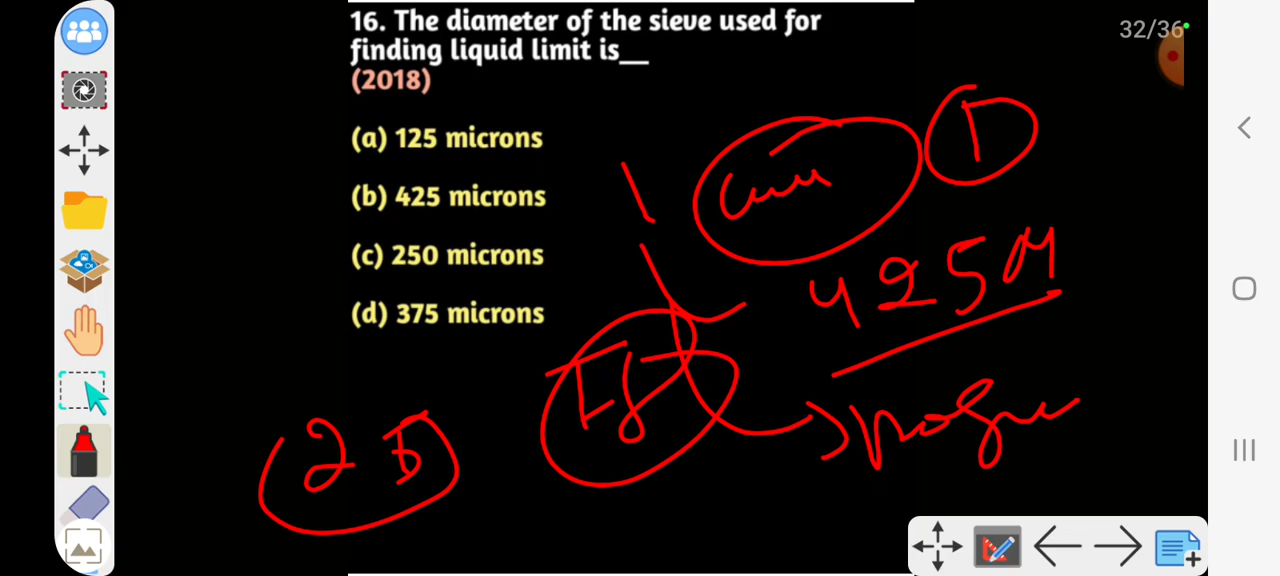 16. The diameter of the sieve used for
finding liquid limit is__
(2018)
(a) 125 microns
(b) 425 microns
(c) 250 microns
(d) 375 microns
32/36
425M